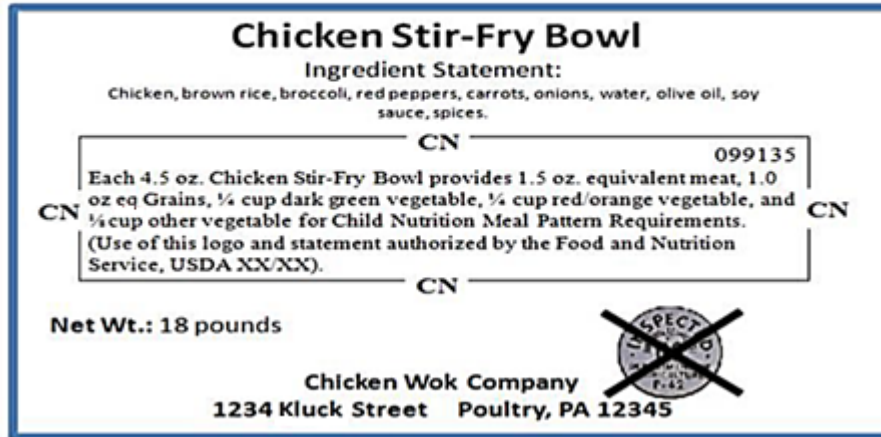 Chicken Stir-Fry Bowl
Ingredient Statement:
Chicken, brown rice, broccoli, red peppers, carrots, onions, water, olive oil, soy
sauce, spices.
CN
099135
Each 4.5 oz. Chicken Stir-Fry Bowl provides 1.5 oz. equivalent meat, 1.0
oz eq Grains, ¼ cup dark green vegetable, ¼ cup red/orange vegetable, and
CN
CN
⅛ cup other vegetable for Child Nutrition Meal Pattern Requirements.
(Use of this logo and statement authorized by the Food and Nutrition
Service, USDA XX/XX).
CN
Net Wt.: 18 pounds
INSPECTED
P-42
Chicken Wok Company
1234 Kluck Street Poultry, PA 12345